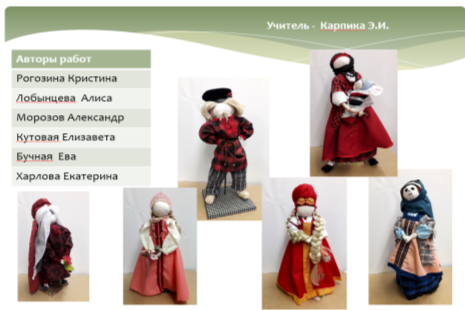 Учитель - Карпика Э.И.
Авторы работ
Рогозина Кристина
Лобынцева Алиса
Морозов Александр
Кутовая Елизавета
Бучная Ева
Харлова Екатерина